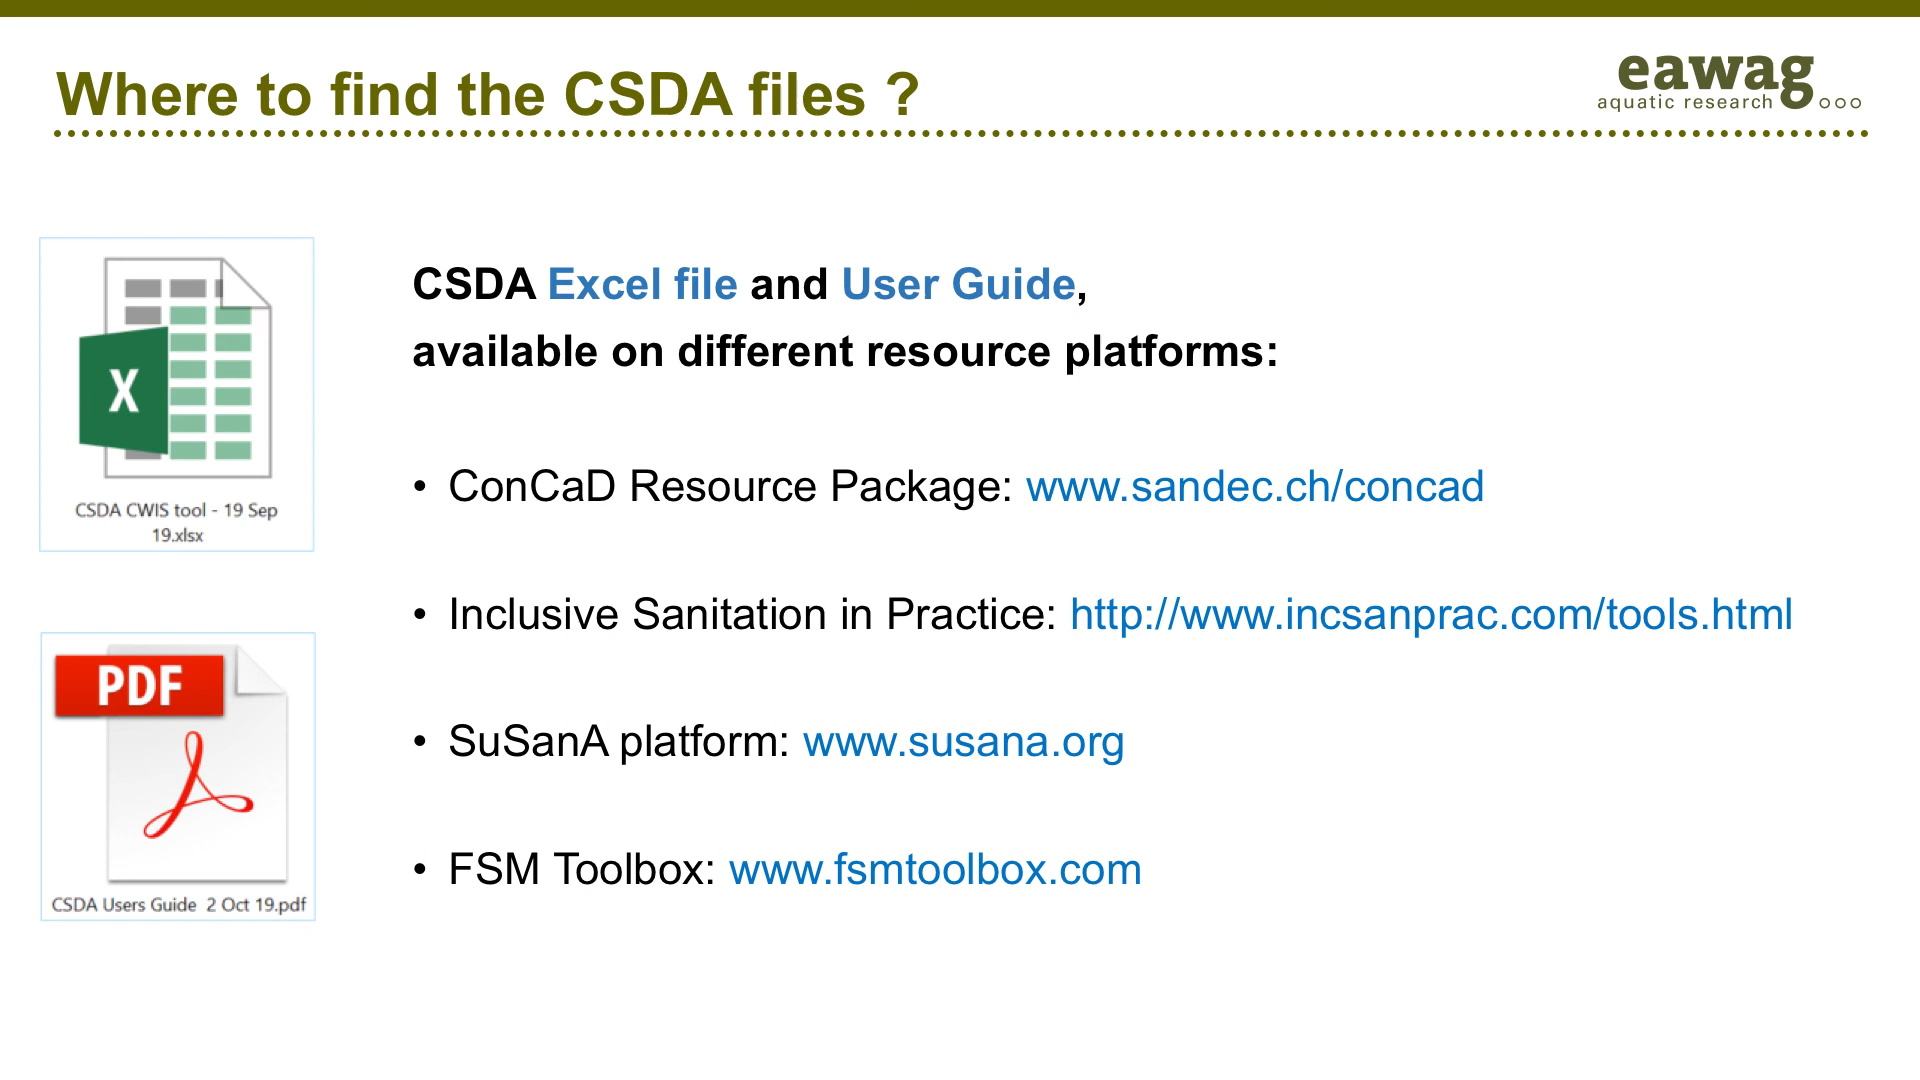 Where to find the CSDA files ?
eawag
aquatic research
CSDA Excel file and User Guide,
available on different resource platforms:
X
CSDA CWIS tool - 19 Sep
19.xlsx
• ConCaD Resource Package: www.sandec.ch/concad
• Inclusive Sanitation in Practice: http://www.incsanprac.com/tools.html
PDF
• SuSanA platform: www.susana.org
• FSM Toolbox: www.fsmtoolbox.com
CSDA Users Guide  2 Oct 19.pdf